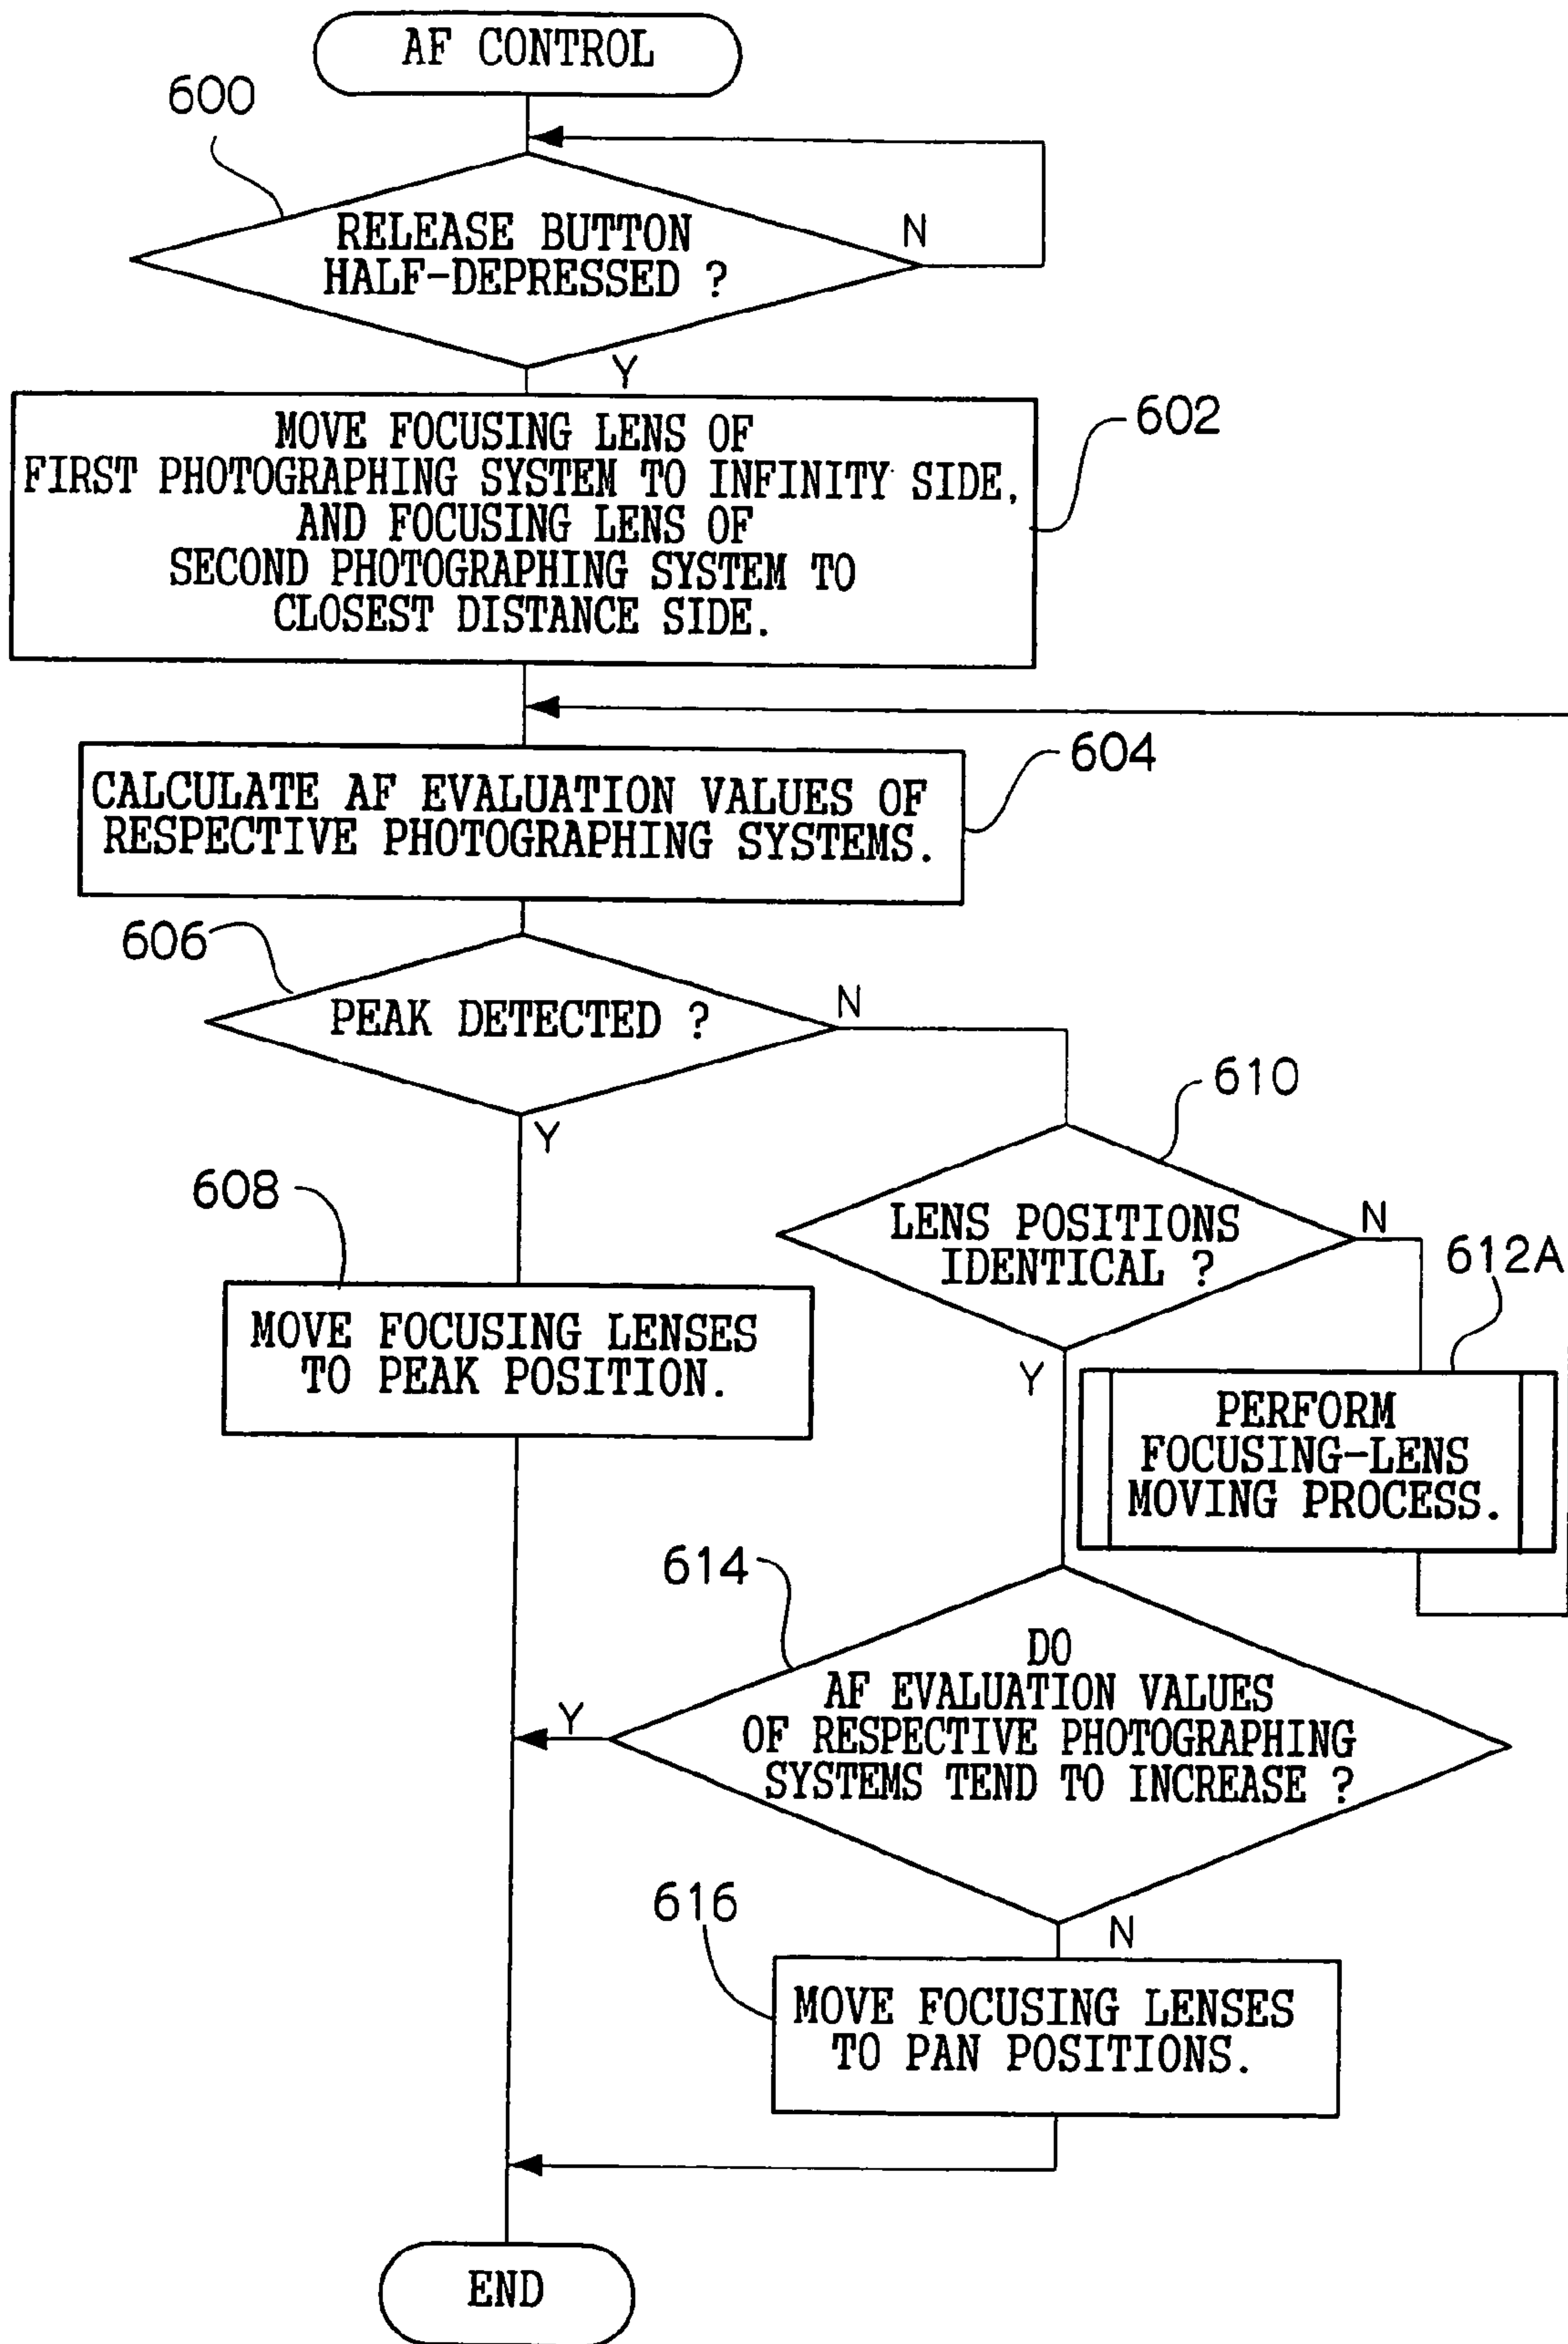 AF CONTROL
600
RELEASE BUTTON
HALF-DEPRESSED ?
N
Y
MOVE FOCUSING LENS OF
FIRST PHOTOGRAPHING SYSTEM TO INFINITY SIDE,
AND FOCUSING LENS OF
SECOND PHOTOGRAPHING SYSTEM TO
CLOSEST DISTANCE SIDE.
602
CALCULATE AF EVALUATION VALUES OF
RESPECTIVE PHOTOGRAPHING SYSTEMS.
604
606
PEAK DETECTED ?
N
Y
608
MOVE FOCUSING LENSES
TO PEAK POSITION.
610
LENS POSITIONS
IDENTICAL ?
N
Y
612A
PERFORM
FOCUSING-LENS
MOVING PROCESS.
614
DO
AF EVALUATION VALUES
OF RESPECTIVE PHOTOGRAPHING
SYSTEMS TEND TO INCREASE ?
Y
N
616
MOVE FOCUSING LENSES
TO PAN POSITIONS.
END